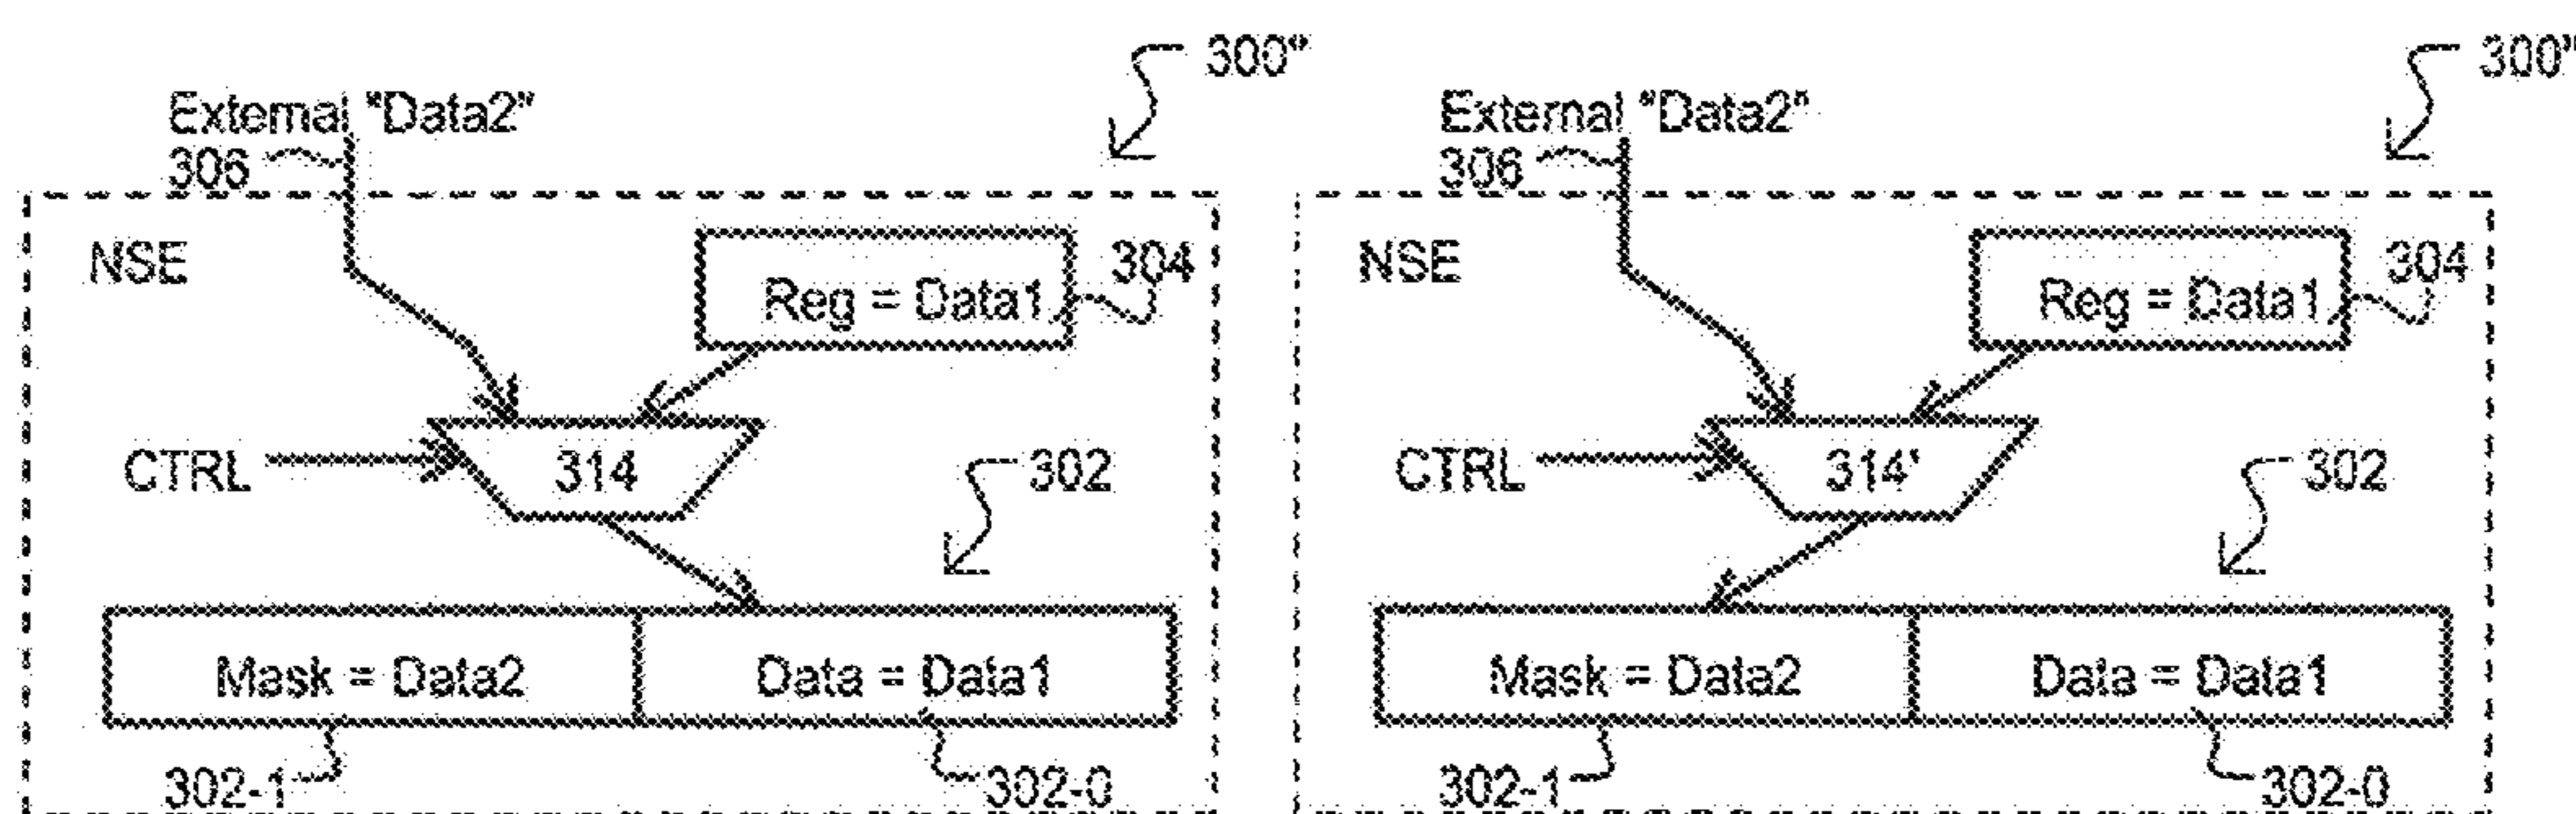 300"
External "Data2"
306
NSE
Reg = Data1
304
CTRL
314
302
Mask = Data2
Data = Data1
302-1
302-0
300"
External "Data2"
306
NSE
Reg = Data1
304
CTRL
314'
302
Mask = Data2
Data = Data1
302-1
302-0